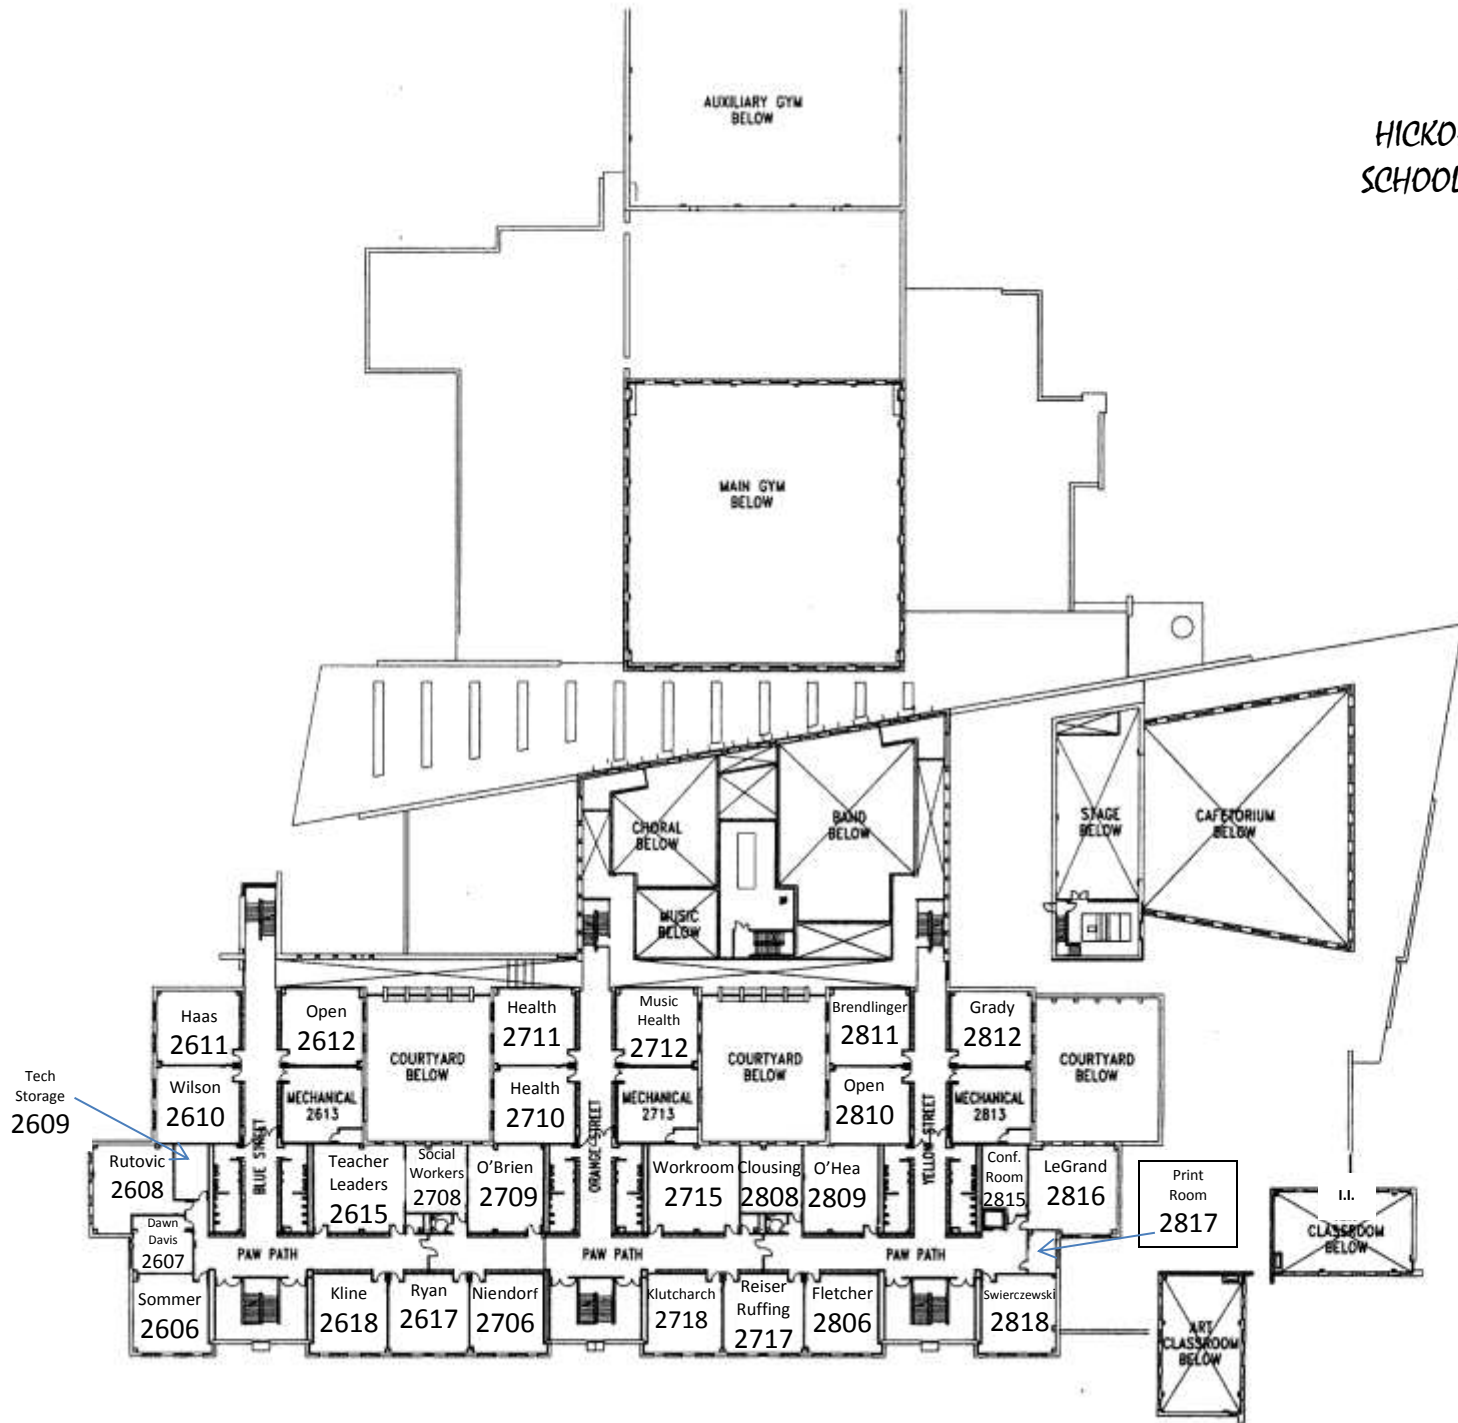 AUXILIARY GYM
BELOW
SCHOOL
MAIN GYM
BELOW
CHORAL
BELOW
BAND
BELOW
STAGE
BELOW
CAFETORIUM
BELOW
MUSIC
BELOW
Haas
2611
Open
2612
Health
2711
Music
Health
2712
Brendlinger
2811
Grady
2812
COURTYARD
BELOW
COURTYARD
BELOW
COURTYARD
BELOW
Tech
Storage
2609
Wilson
2610
MECHANICAL
2613
Health
2710
MECHANICAL
2713
Open
2810
MECHANICAL
2813
BLUE STREET
ORANGE STREET
YELLOW STREET
Rutovic
2608
Teacher
Leaders
2615
Social
Workers
2708
O'Brien
2709
Workroom
2715
Clousing
2808
O'Hea
2809
Conf.
Room
2815
LeGrand
2816
Print
Room
2817
I.I.
CLASSROOM
BELOW
Dawn
Davis
2607
PAW PATH
PAW PATH
PAW PATH
Sommer
2606
Kline
2618
Ryan
2617
Niendorf
2706
Klutcharch
2718
Reiser
Ruffing
2717
Fletcher
2806
Swierczewski
2818
ART
CLASSROOM
BELOW